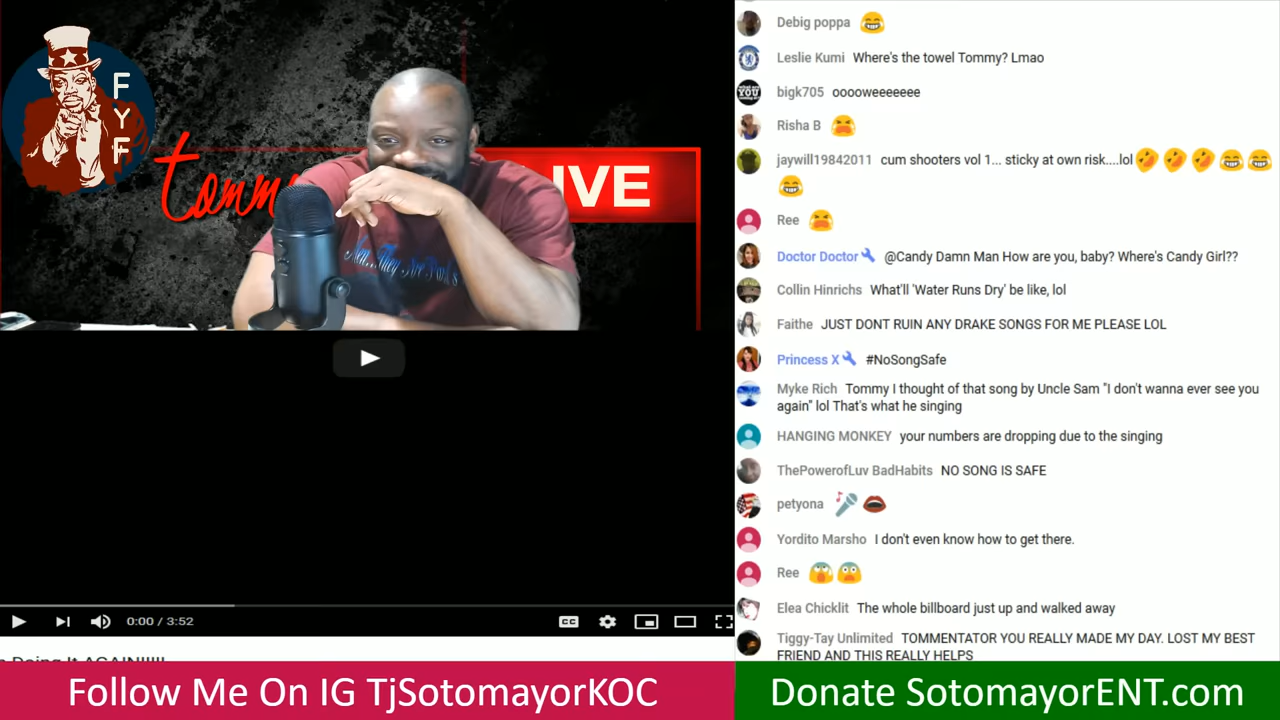 F
Y
F
tommy
IVE
0:00 / 3:52
Doing It AGAIN!!!!!
Follow Me On IG TjSotomayorKOC
Debig poppa
Leslie Kumi Where's the towel Tommy? Lmao
bigk705 ooooweeeeeee
Risha B
jaywill19842011 cum shooters vol 1... sticky at own risk....lol
Ree
Doctor Doctor @Candy Damn Man How are you, baby? Where's Candy Girl??
Collin Hinrichs What'll 'Water Runs Dry' be like, lol
Faithe JUST DONT RUIN ANY DRAKE SONGS FOR ME PLEASE LOL
Princess X #NoSongSafe
Myke Rich Tommy I thought of that song by Uncle Sam "I don't wanna ever see you
again" lol That's what he singing
HANGING MONKEY your numbers are dropping due to the singing
ThePowerofLuv BadHabits NO SONG IS SAFE
petyona
Yordito Marsho I don't even know how to get there.
Ree
Elea Chicklit The whole billboard just up and walked away
Tiggy-Tay Unlimited TOMMENTATOR YOU REALLY MADE MY DAY. LOST MY BEST
FRIEND AND THIS REALLY HELPS
Donate SotomayorENT.com